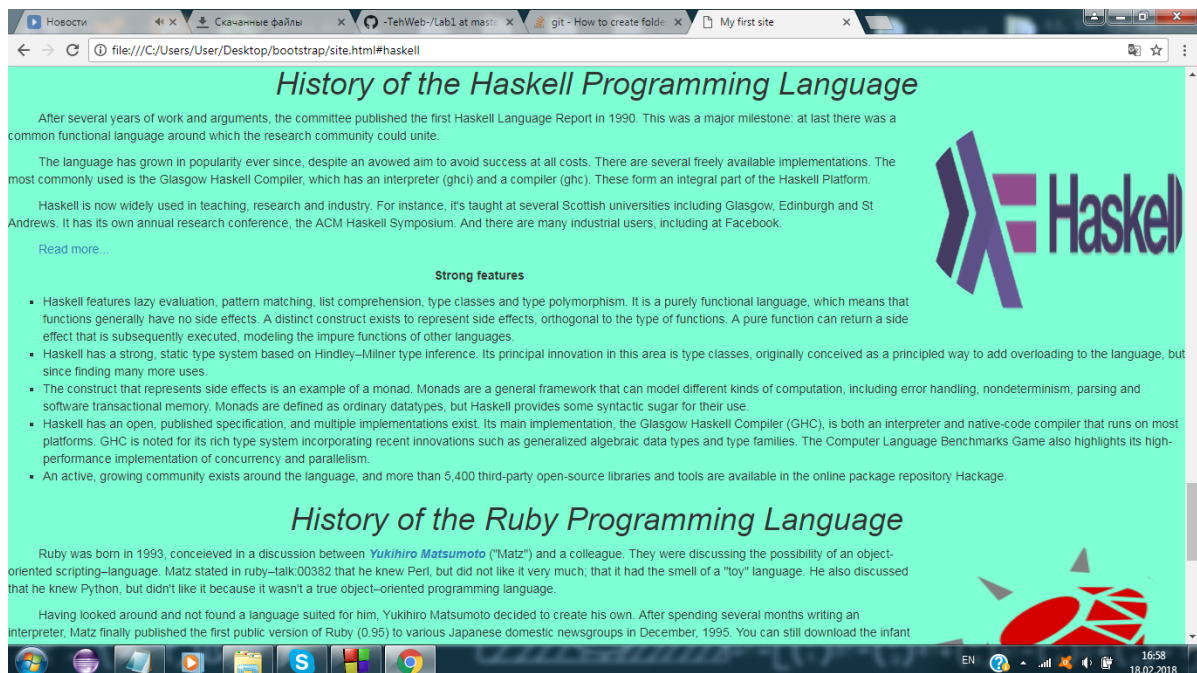 Новости
Скачанные файлы
-TehWeb-/Lab1 at maste
git - How to create folde
My first site
file:///C:/Users/User/Desktop/bootstrap/site.html#haskell
History of the Haskell Programming Language
After several years of work and arguments, the committee published the first Haskell Language Report in 1990. This was a major milestone: at last there was a
common functional language around which the research community could unite.
The language has grown in popularity ever since, despite an avowed aim to avoid success at all costs. There are several freely available implementations. The
most commonly used is the Glasgow Haskell Compiler, which has an interpreter (ghci) and a compiler (ghc). These form an integral part of the Haskell Platform.
Haskell is now widely used in teaching, research and industry. For instance, it's taught at several Scottish universities including Glasgow, Edinburgh and St
Andrews. It has its own annual research conference, the ACM Haskell Symposium. And there are many industrial users, including at Facebook.
Read more...
Haskell
Strong features
Haskell features lazy evaluation, pattern matching, list comprehension, type classes and type polymorphism. It is a purely functional language, which means that
functions generally have no side effects. A distinct construct exists to represent side effects, orthogonal to the type of functions. A pure function can return a side
effect that is subsequently executed, modeling the impure functions of other languages.
Haskell has a strong, static type system based on Hindley–Milner type inference. Its principal innovation in this area is type classes, originally conceived as a principled way to add overloading to the language, but
since finding many more uses.
The construct that represents side effects is an example of a monad. Monads are a general framework that can model different kinds of computation, including error handling, nondeterminism, parsing and
software transactional memory. Monads are defined as ordinary datatypes, but Haskell provides some syntactic sugar for their use.
Haskell has an open, published specification, and multiple implementations exist. Its main implementation, the Glasgow Haskell Compiler (GHC), is both an interpreter and native-code compiler that runs on most
platforms. GHC is noted for its rich type system incorporating recent innovations such as generalized algebraic data types and type families. The Computer Language Benchmarks Game also highlights its high-
performance implementation of concurrency and parallelism.
An active, growing community exists around the language, and more than 5,400 third-party open-source libraries and tools are available in the online package repository Hackage.
History of the Ruby Programming Language
Ruby was born in 1993, conceieved in a discussion between Yukihiro Matsumoto ("Matz") and a colleague. They were discussing the possibility of an object-
oriented scripting–language. Matz stated in ruby–talk:00382 that he knew Perl, but did not like it very much; that it had the smell of a "toy" language. He also discussed
that he knew Python, but didn't like it because it wasn't a true object–oriented programming language.
Having looked around and not found a language suited for him, Yukihiro Matsumoto decided to create his own. After spending several months writing an
interpreter, Matz finally published the first public version of Ruby (0.95) to various Japanese domestic newsgroups in December, 1995. You can still download the infant
EN
16:58
18.02.2018